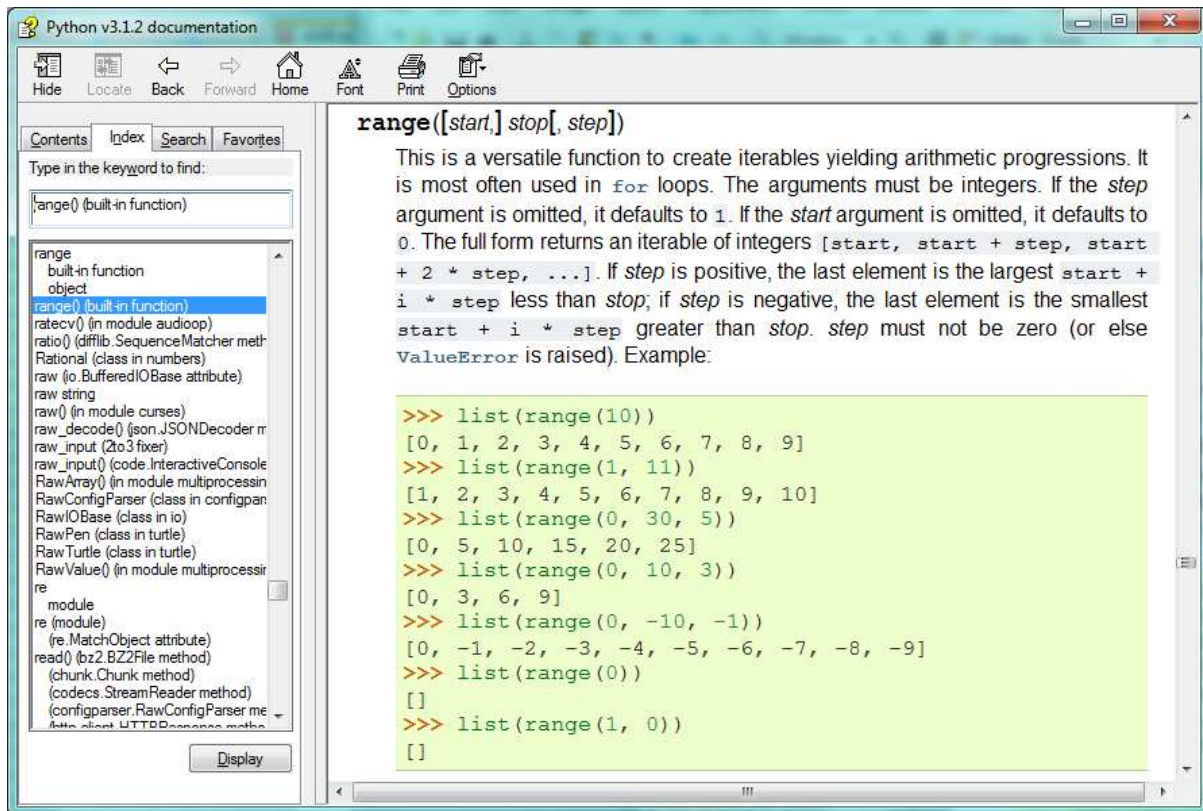 Python v3.1.2 documentation
Hide Locate Back Forward Home Font Print Options
Contents Index Search Favorites
Type in the keyword to find:
range() (built-in function)
range
built-in function
object
range() (built-in function)
ratecv() (in module audioop)
ratio() (difflib.SequenceMatcher meth
Rational (class in numbers)
raw (io.BufferedIOBase attribute)
raw string
raw() (in module curses)
raw_decode() (json.JSONDecoder m
raw_input (2to3 fixer)
raw_input() (code.InteractiveConsole
RawArray() (in module multiprocessin
RawConfigParser (class in configpars
RawIOBase (class in io)
RawPen (class in turtle)
RawTurtle (class in turtle)
RawValue() (in module multiprocessir
re
module
re (module)
(re.MatchObject attribute)
read() (bz2.BZ2File method)
(chunk.Chunk method)
(codecs.StreamReader method)
(configparser.RawConfigParser me
Display
range([start,] stop[, step])
This is a versatile function to create iterables yielding arithmetic progressions. It
is most often used in for loops. The arguments must be integers. If the step
argument is omitted, it defaults to 1. If the start argument is omitted, it defaults to
0. The full form returns an iterable of integers [start, start + step, start
+ 2 * step, ...]. If step is positive, the last element is the largest start +
i * step less than stop; if step is negative, the last element is the smallest
start + i * step greater than stop. step must not be zero (or else
ValueError is raised). Example:
>>> list(range(10))
[0, 1, 2, 3, 4, 5, 6, 7, 8, 9]
>>> list(range(1, 11))
[1, 2, 3, 4, 5, 6, 7, 8, 9, 10]
>>> list(range(0, 30, 5))
[0, 5, 10, 15, 20, 25]
>>> list(range(0, 10, 3))
[0, 3, 6, 9]
>>> list(range(0, -10, -1))
[0, -1, -2, -3, -4, -5, -6, -7, -8, -9]
>>> list(range(0))
[]
>>> list(range(1, 0))
[]